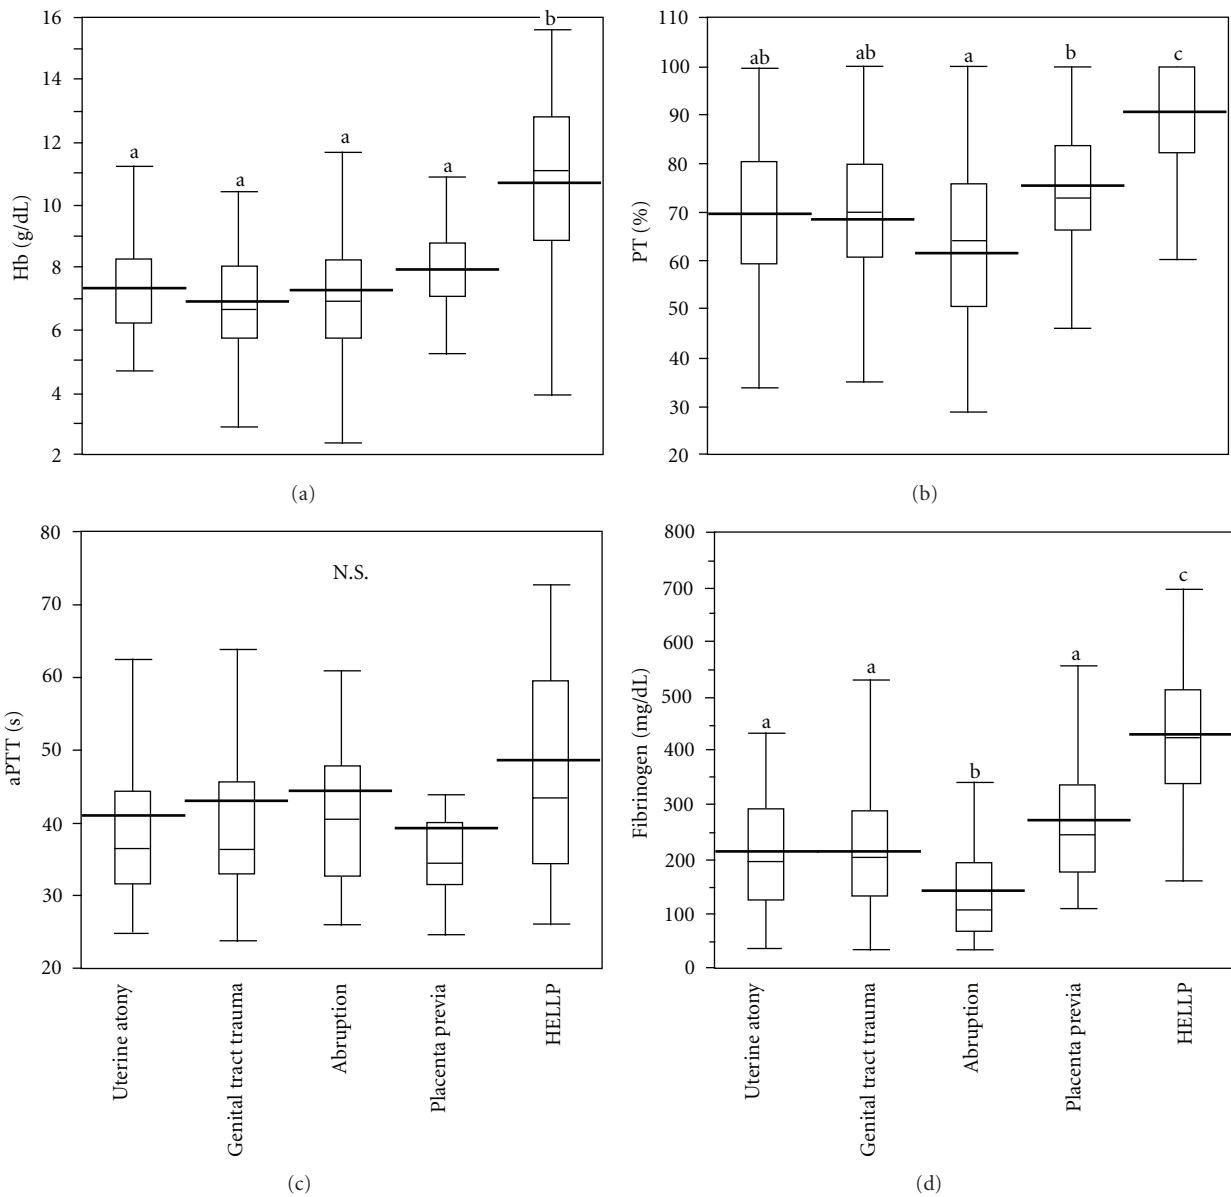 16
14
12
10
8
6
4
2
Hb (g/dL)
a
a
a
a
b
(a)
110
100
90
80
70
60
50
40
30
20
PT (%)
ab
ab
a
b
c
(b)
80
70
60
50
40
30
20
aPTT (s)
N.S.
Uterine atony
Genital tract trauma
Abruption
Placenta previa
HELLP
(c)
800
700
600
500
400
300
200
100
0
Fibrinogen (mg/dL)
a
a
b
a
c
Uterine atony
Genital tract trauma
Abruption
Placenta previa
HELLP
(d)